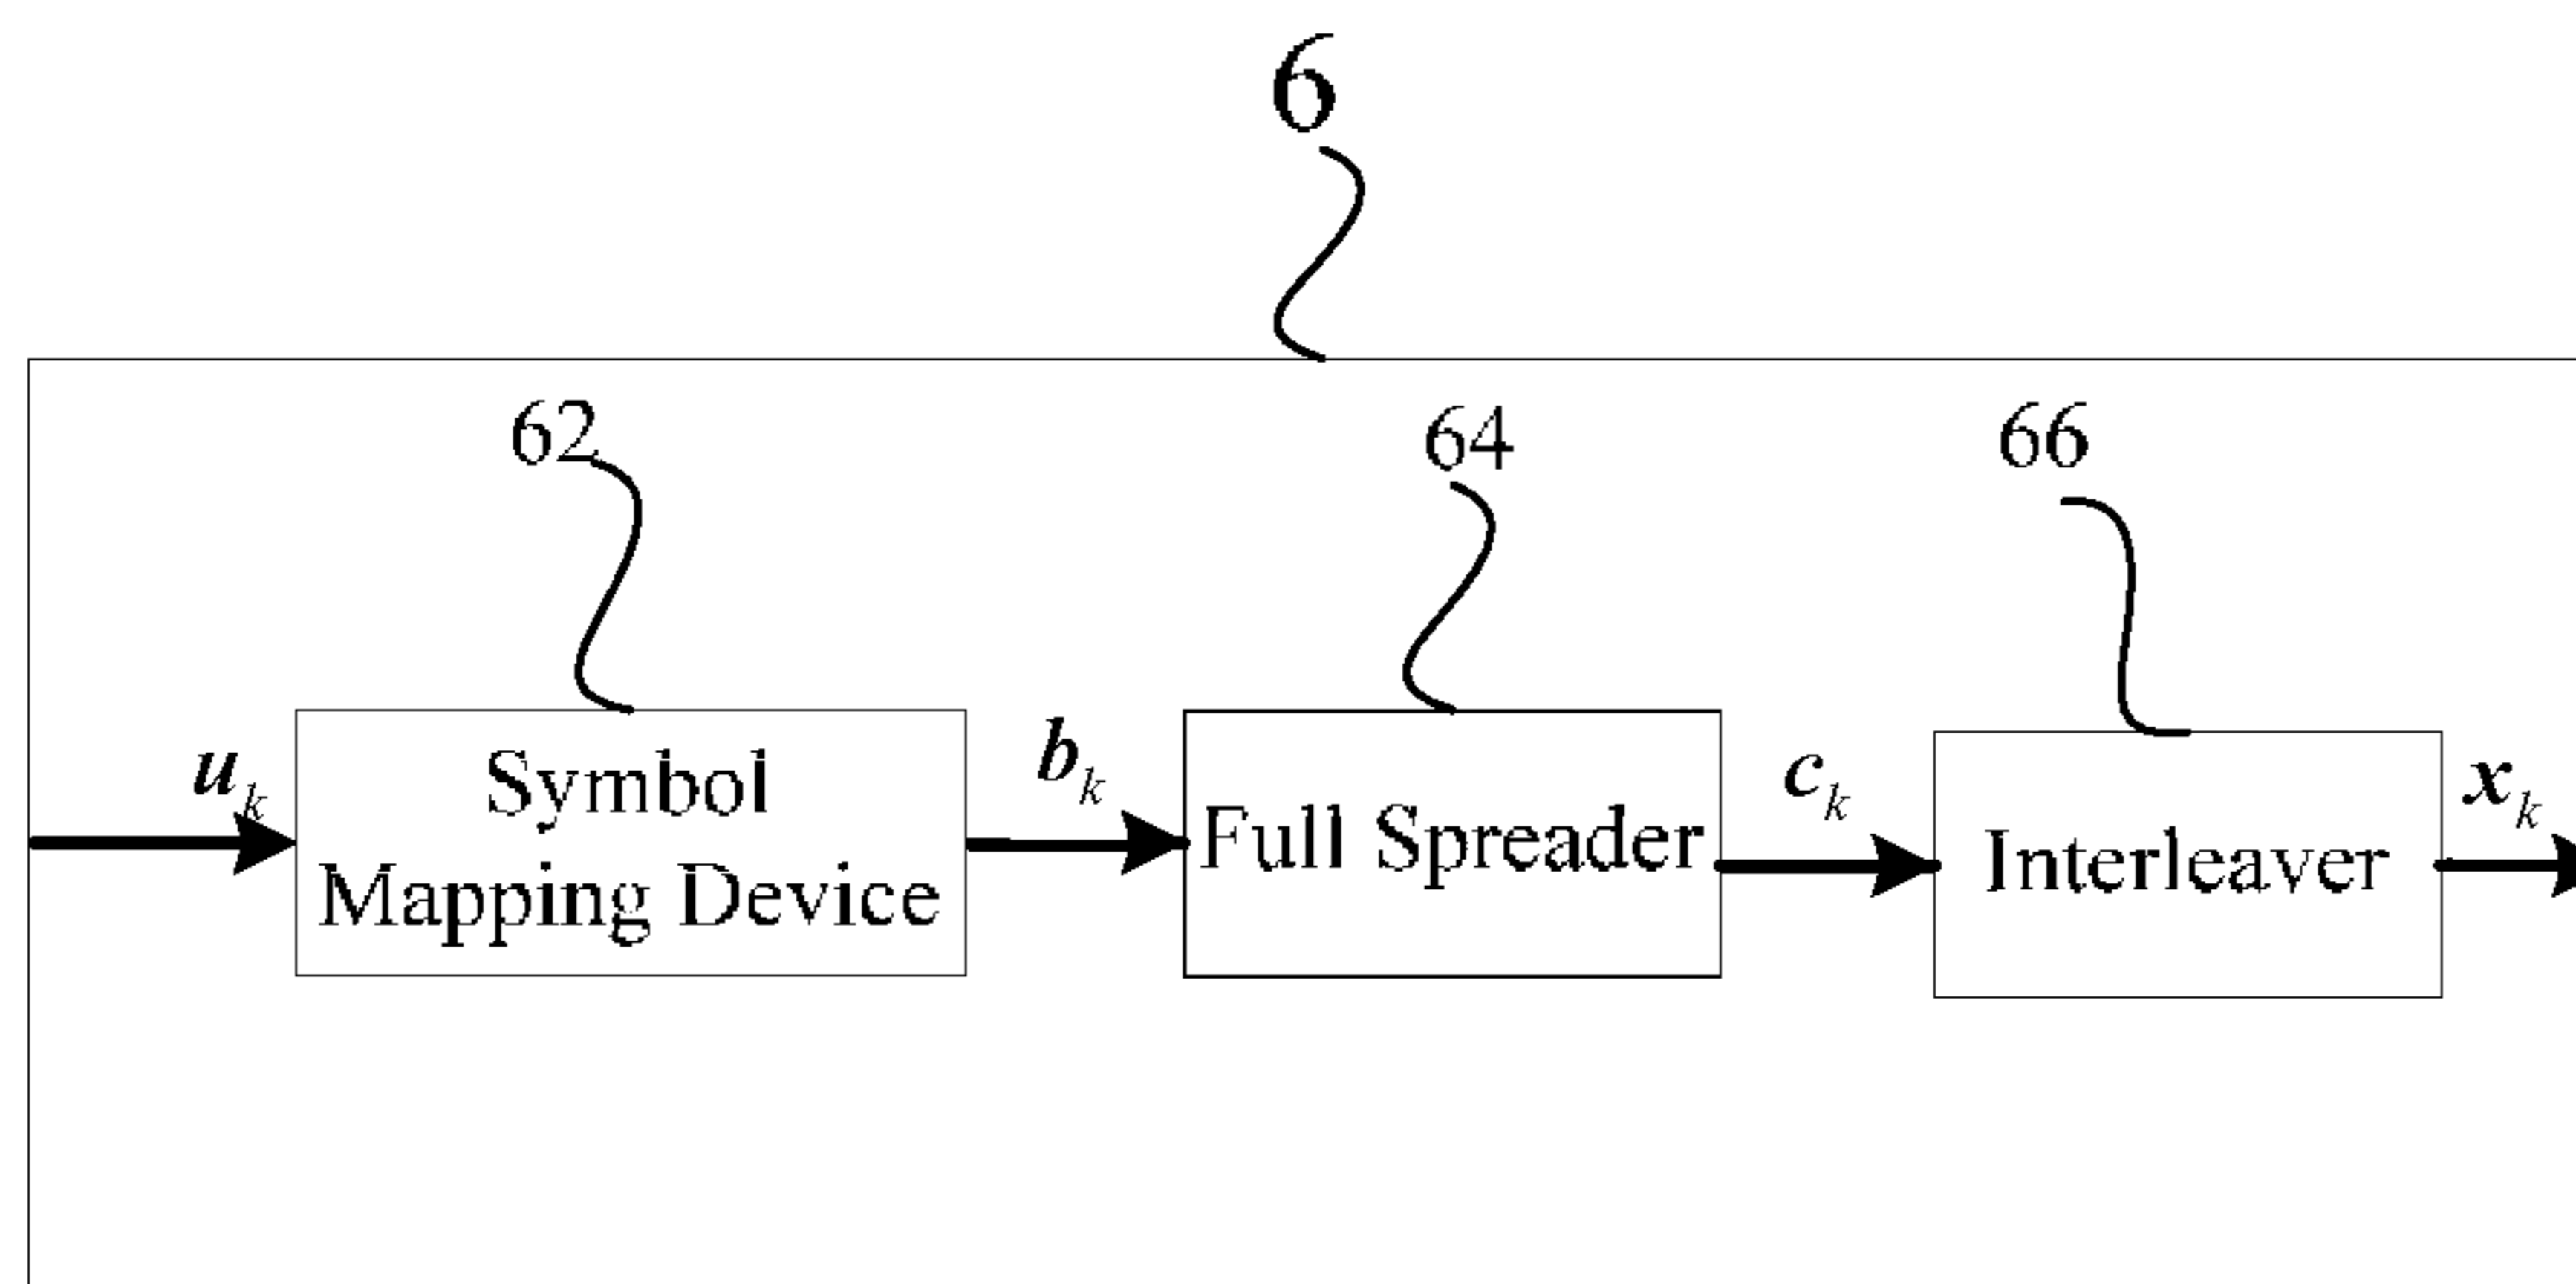 6
62
64
66
u_k
Symbol
Mapping Device
b_k
Full Spreader
c_k
Interleaver
x_k